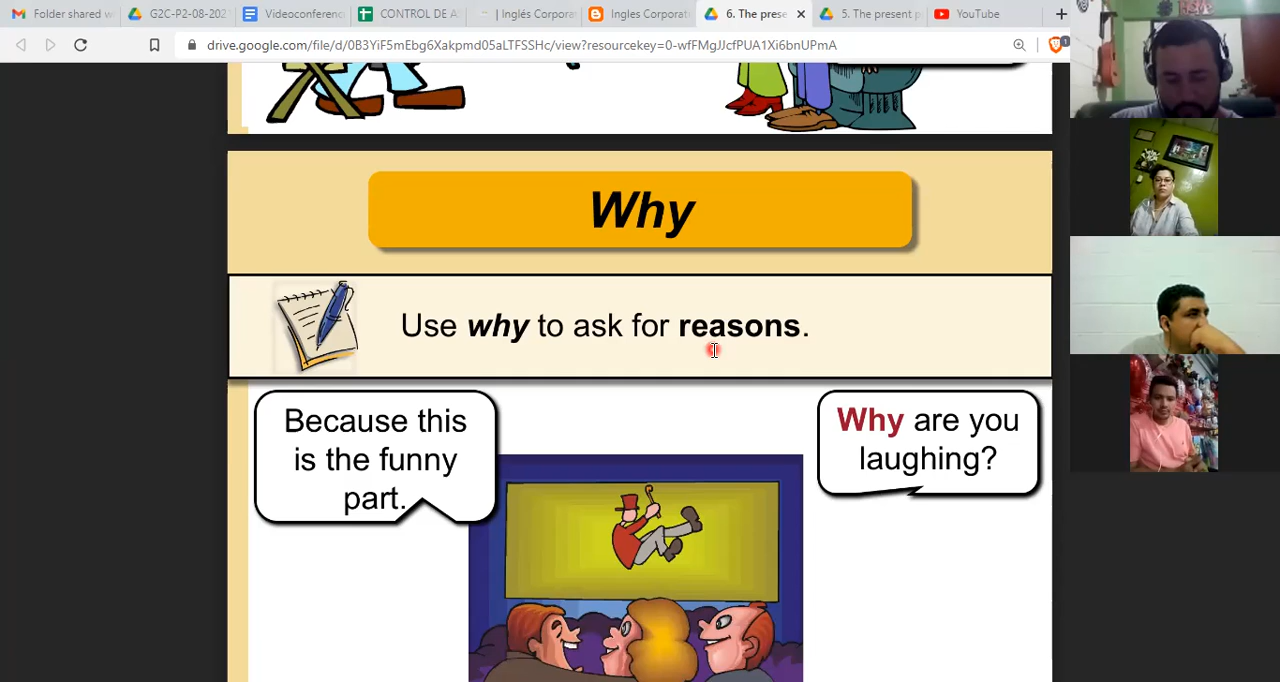 Folder shared w
G2C-P2-08-202
Videoconferenc
CONTROL DE A
Inglés Corpora
Ingles Corporat
6. The prese
5. The present p
YouTube
drive.google.com/file/d/0B3YiF5mEbg6Xakpmd05aLTFSSHc/view?resourcekey=0-wfFMgJJcfPUA1Xi6bnUPmA
1
Why
Use why to ask for reasons.
Because this
is the funny
part.
Why are you
laughing?